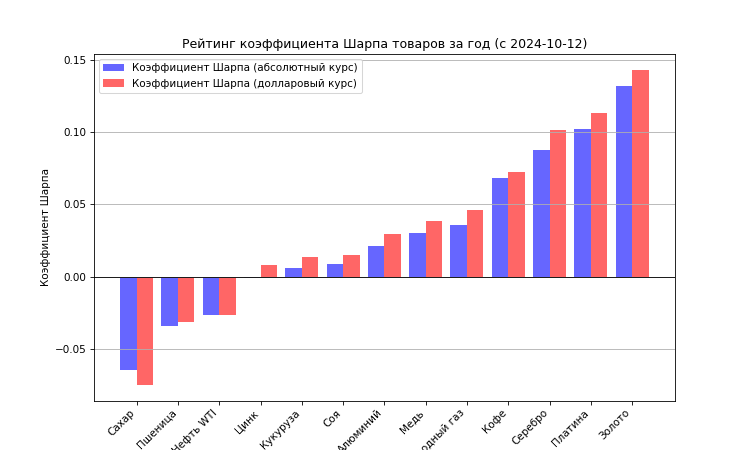 Рейтинг коэффициента Шарпа товаров за год (с 2024-10-12)
Коэффициент Шарпа (абсолютный курс)
Коэффициент Шарпа (долларовый курс)
Коэффициент Шарпа
0.15
0.10
0.05
0.00
−0.05
Сахар
Пшеница
Нефть WTI
Цинк
Кукуруза
Соя
Алюминий
Медь
одный газ
Кофе
Серебро
Платина
Золото